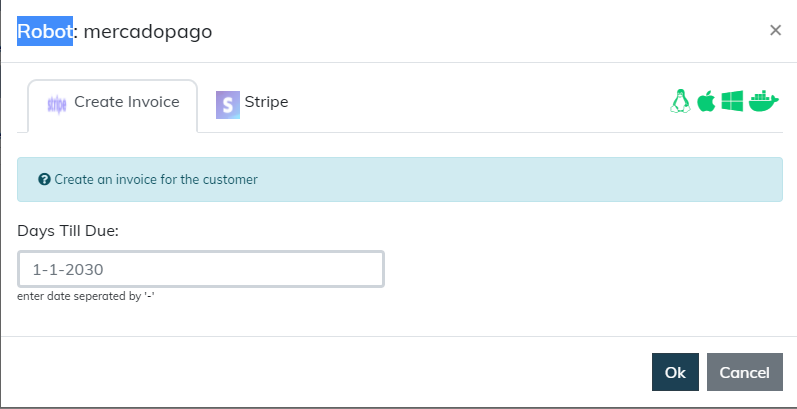 Robot: mercadopago
×
stripe Create Invoice
S Stripe
Create an invoice for the customer
Days Till Due:
1-1-2030
enter date seperated by '-'
Ok
Cancel